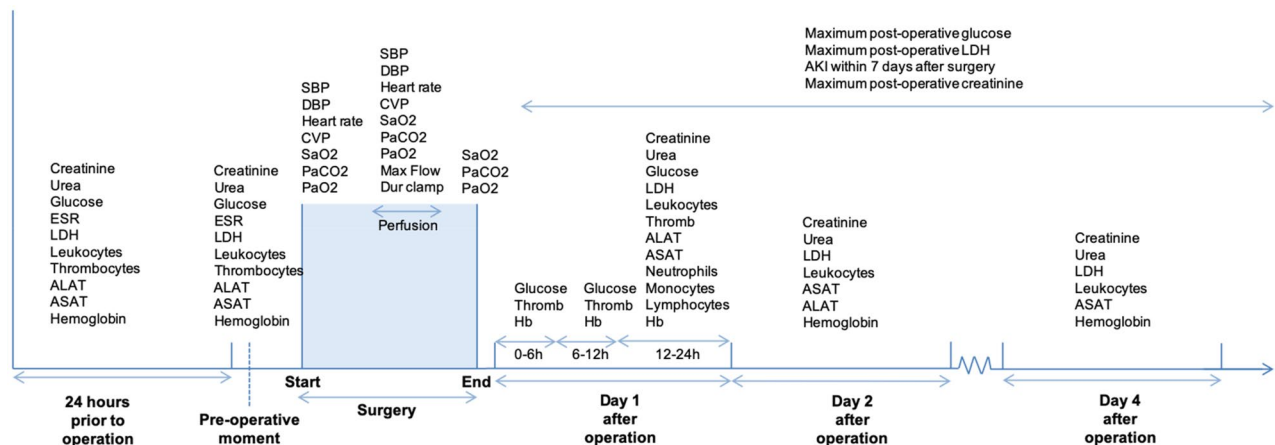 Maximum post-operative glucose
Maximum post-operative LDH
AKI within 7 days after surgery
Maximum post-operative creatinine
Creatinine
Urea
Glucose
ESR
LDH
Leukocytes
Thrombocytes
ALAT
ASAT
Hemoglobin
Creatinine
Urea
Glucose
ESR
LDH
Leukocytes
Thrombocytes
ALAT
ASAT
Hemoglobin
SBP
DBP
Heart rate
CVP
SaO2
PaCO2
PaO2
SBP
DBP
Heart rate
CVP
SaO2
PaCO2
PaO2
Max Flow
Dur clamp
Perfusion
SaO2
PaCO2
PaO2
Glucose
Thromb
Hb
0-6h
Glucose
Thromb
Hb
6-12h
Creatinine
Urea
Glucose
LDH
Leukocytes
Thromb
ALAT
ASAT
Neutrophils
Monocytes
Lymphocytes
Hb
12-24h
Creatinine
Urea
LDH
Leukocytes
ASAT
ALAT
Hemoglobin
Creatinine
Urea
LDH
Leukocytes
ASAT
Hemoglobin
24 hours
prior to
operation
Pre-operative
moment
Start
End
Surgery
Day 1
after
operation
Day 2
after
operation
Day 4
after
operation